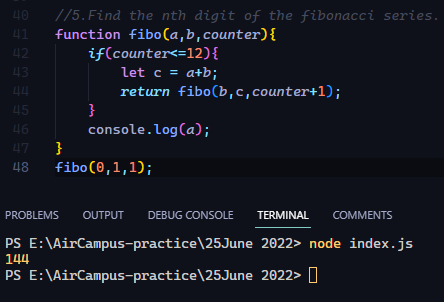 40 //5.Find the nth digit of the fibonacci series.
41 function fibo(a,b,counter){
42 if(counter<=12){
43 let c = a+b;
44 return fibo(b,c,counter+1);
45 }
46 console.log(a);
47 }
48 fibo(0,1,1);
PROBLEMS OUTPUT DEBUG CONSOLE TERMINAL COMMENTS
PS E:\AirCampus-practice\25June 2022> node index.js
144
PS E:\AirCampus-practice\25June 2022>